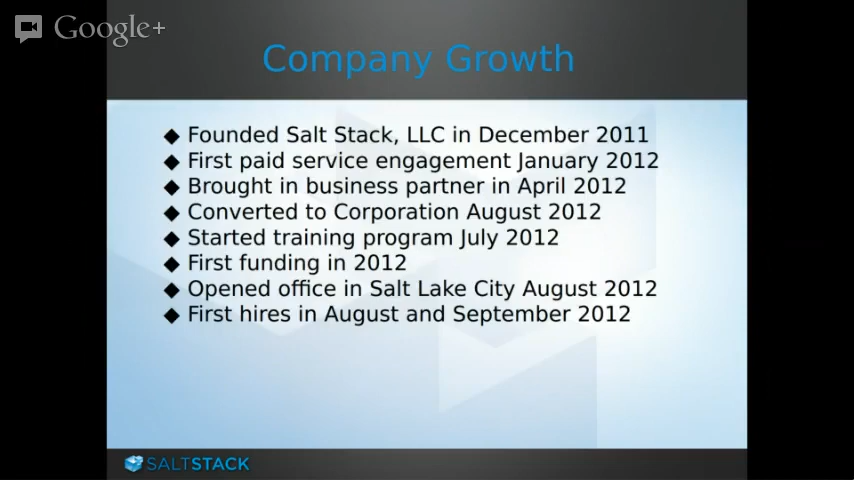 Google+
Company Growth
◆ Founded Salt Stack, LLC in December 2011
◆ First paid service engagement January 2012
◆ Brought in business partner in April 2012
◆ Converted to Corporation August 2012
◆ Started training program July 2012
◆ First funding in 2012
◆ Opened office in Salt Lake City August 2012
◆ First hires in August and September 2012
SALTSTACK